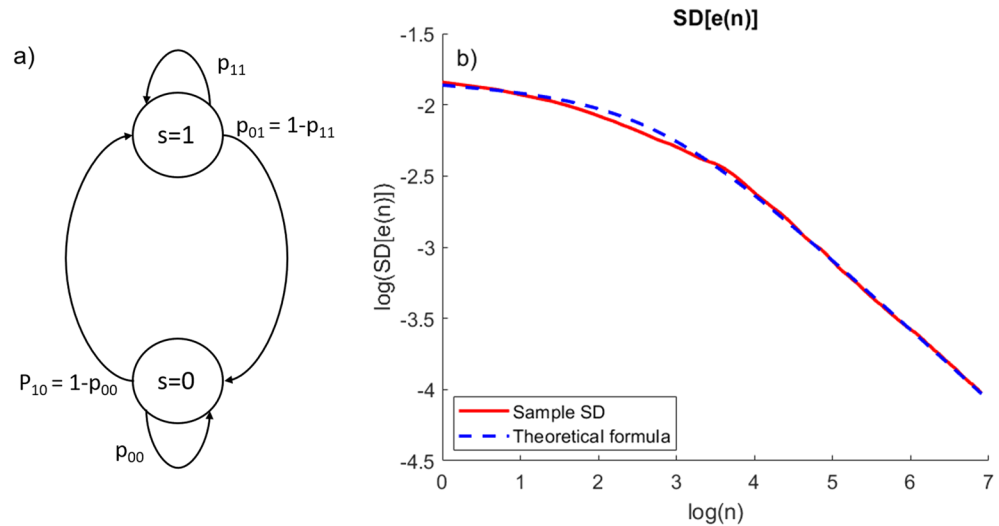 a)
p₁₁
s=1
p₀₁ = 1-p₁₁
P₁₀ = 1-p₀₀
s=0
p₀₀
SD[e(n)]
b)
log(SD[e(n)])
-1.5
-2
-2.5
-3
-3.5
-4
-4.5
Sample SD
Theoretical formula
0 1 2 3 4 5 6 7
log(n)